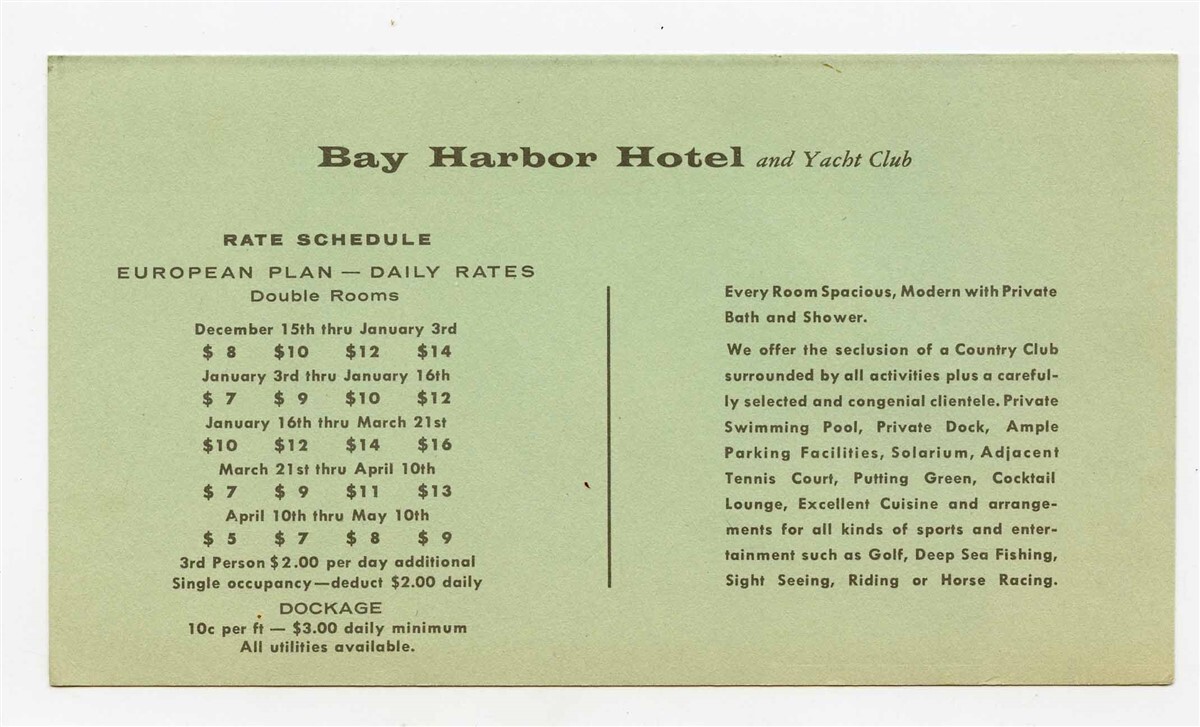 Bay Harbor Hotel and Yacht Club
RATE SCHEDULE
EUROPEAN PLAN — DAILY RATES
Double Rooms
December 15th thru January 3rd
$ 8 $10 $12 $14
January 3rd thru January 16th
$ 7 $ 9 $10 $12
January 16th thru March 21st
$10 $12 $14 $16
March 21st thru April 10th
$ 7 $ 9 $11 $13
April 10th thru May 10th
$ 5 $ 7 $ 8 $ 9
3rd Person $2.00 per day additional
Single occupancy—deduct $2.00 daily
DOCKAGE
10c per ft — $3.00 daily minimum
All utilities available.
Every Room Spacious, Modern with Private
Bath and Shower.
We offer the seclusion of a Country Club
surrounded by all activities plus a careful-
ly selected and congenial clientele. Private
Swimming Pool, Private Dock, Ample
Parking Facilities, Solarium, Adjacent
Tennis Court, Putting Green, Cocktail
Lounge, Excellent Cuisine and arrange-
ments for all kinds of sports and enter-
tainment such as Golf, Deep Sea Fishing,
Sight Seeing, Riding or Horse Racing.